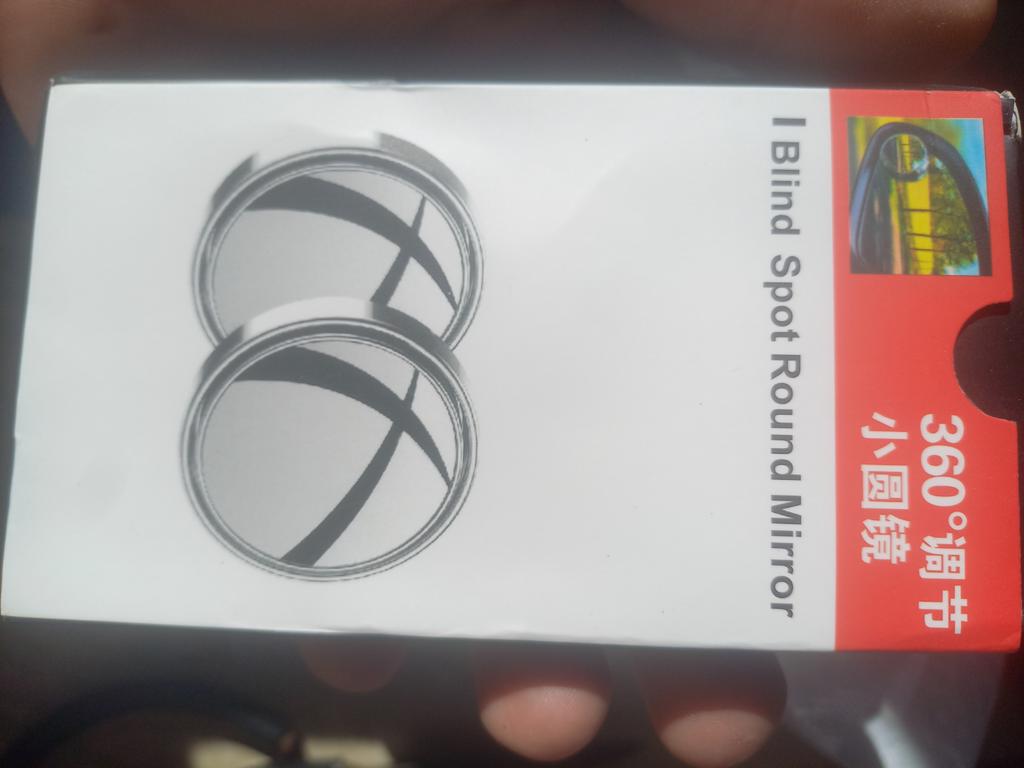 360°调节
小圆镜
I Blind Spot Round Mirror